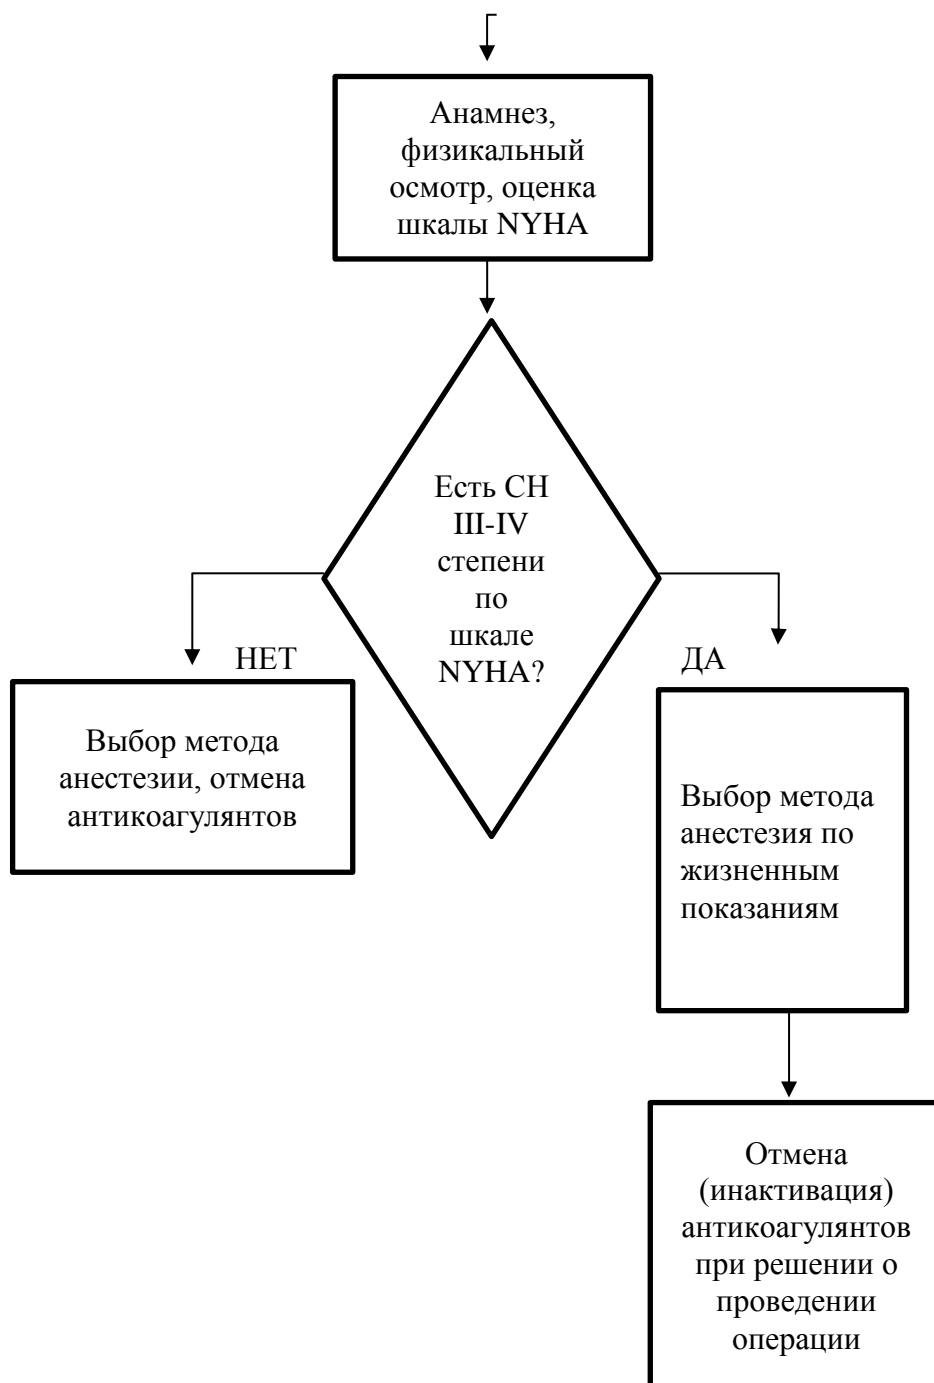 Анамнез,
физикальный
осмотр, оценка
шкалы NYHA
Есть СН
III-IV
степени
по
шкале
NYHA?
НЕТ
ДА
Выбор метода
анестезии, отмена
антикоагулянтов
Выбор метода
анестезия по
жизненным
показаниям
Отмена
(инактивация)
антикоагулянтов
при решении о
проведении
операции